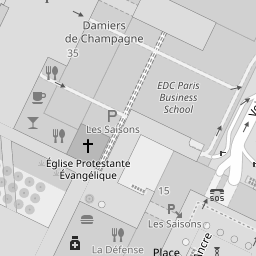 Damiers
de Champagne
35
EDC Paris
Business
School
P
Les Saisons
Église Protestante
Évangélique
15
SOS
P
Les Saisons
La Défense
Place